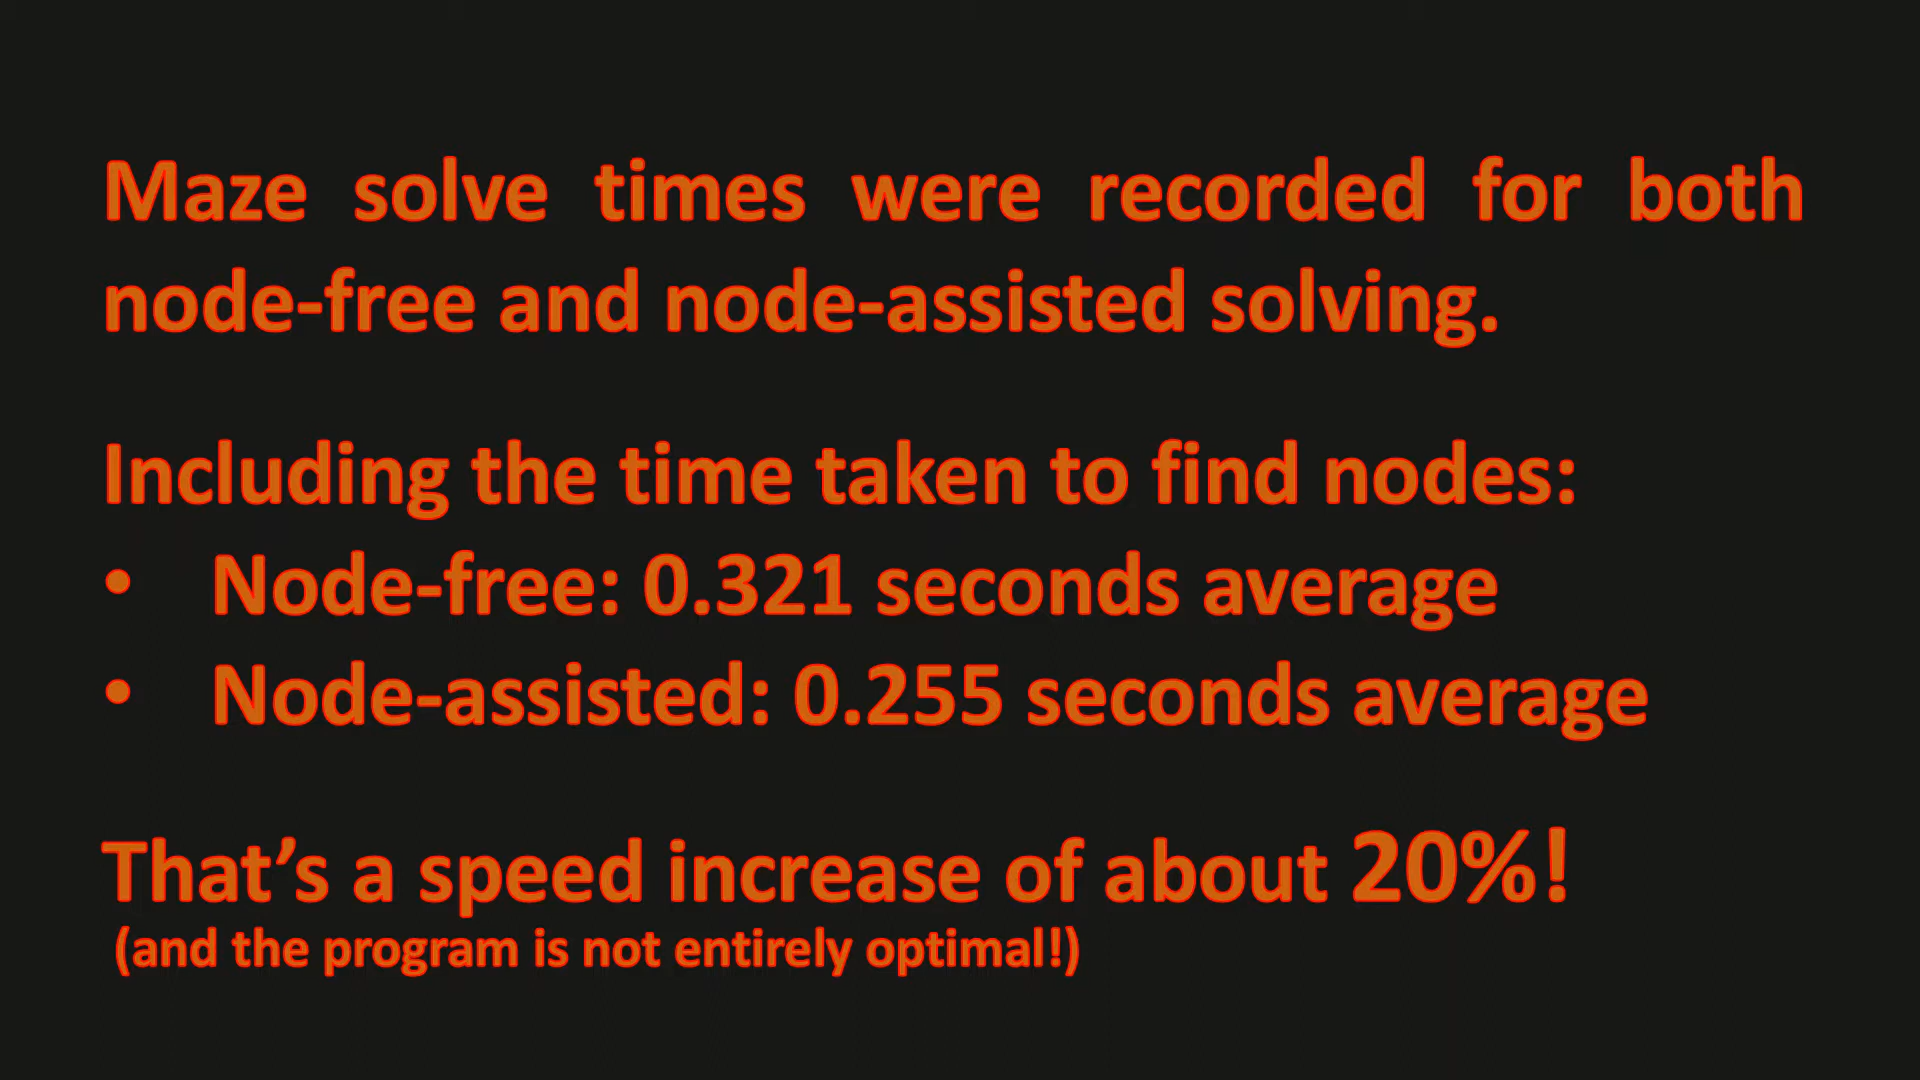 Maze solve times were recorded for both
node-free and node-assisted solving.
Including the time taken to find nodes:
• Node-free: 0.321 seconds average
• Node-assisted: 0.255 seconds average
That’s a speed increase of about 20%!
(and the program is not entirely optimal!)